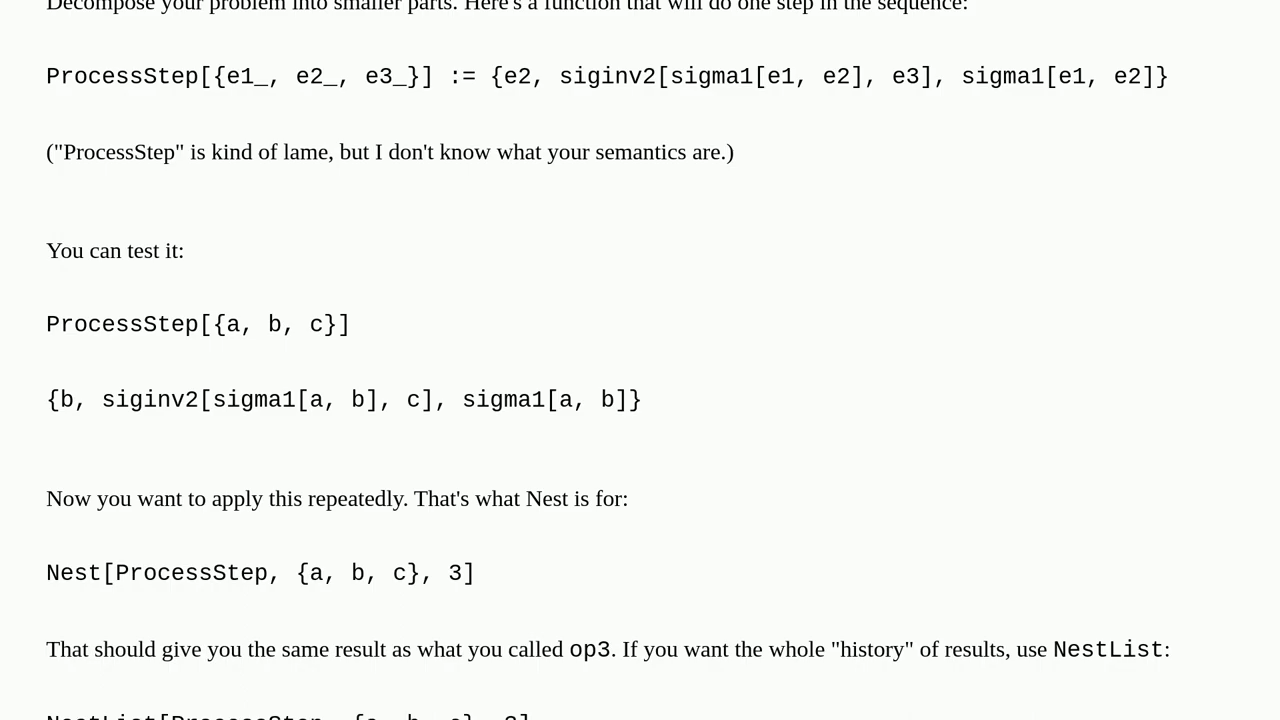 Decompose your problem into smaller parts. Here's a function that will do one step in the sequence:
ProcessStep[{e1_, e2_, e3_}] := {e2, siginv2[sigma1[e1, e2], e3], sigma1[e1, e2]}
("ProcessStep" is kind of lame, but I don't know what your semantics are.)
You can test it:
ProcessStep[{a, b, c}]
{b, siginv2[sigma1[a, b], c], sigma1[a, b]}
Now you want to apply this repeatedly. That's what Nest is for:
Nest[ProcessStep, {a, b, c}, 3]
That should give you the same result as what you called op3. If you want the whole "history" of results, use NestList:
NestList[ProcessStep, {a, b, c}, 3]